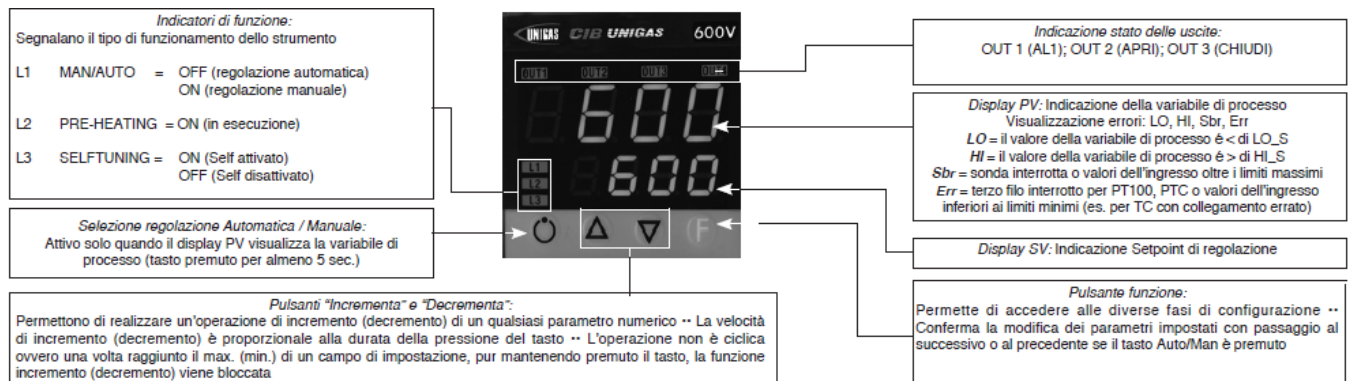 Indicatori di funzione:
Segnalano il tipo di funzionamento dello strumento
L1 MAN/AUTO = OFF (regolazione automatica)
ON (regolazione manuale)
L2 PRE-HEATING = ON (in esecuzione)
L3 SELFTUNING = ON (Self attivato)
OFF (Self disattivato)
Selezione regolazione Automatica / Manuale:
Attivo solo quando il display PV visualizza la variabile di
processo (tasto premuto per almeno 5 sec.)
Pulsanti "Incrementa" e "Decrementa":
Permettono di realizzare un'operazione di incremento (decremento) di un qualsiasi parametro numerico •• La velocità
di incremento (decremento) è proporzionale alla durata della pressione del tasto •• L'operazione non è ciclica
ovvero una volta raggiunto il max. (min.) di un campo di impostazione, pur mantenendo premuto il tasto, la funzione
incremento (decremento) viene bloccata
UNIGAS CIB UNIGAS 600V
OUT1 OUT2 OUT3 OUT4
600
L1
L2
L3
600
F
Indicazione stato delle uscite:
OUT 1 (AL1); OUT 2 (APRI); OUT 3 (CHIUDI)
Display PV: Indicazione della variabile di processo
Visualizzazione errori: LO, HI, Sbr, Err
LO = il valore della variabile di processo é < di LO_S
HI = il valore della variabile di processo é > di HI_S
Sbr = sonda interrotta o valori dell'ingresso oltre i limiti massimi
Err = terzo filo interrotto per PT100, PTC o valori dell'ingresso
inferiori ai limiti minimi (es. per TC con collegamento errato)
Display SV: Indicazione Setpoint di regolazione
Pulsante funzione:
Permette di accedere alle diverse fasi di configurazione ••
Conferma la modifica dei parametri impostati con passaggio al
successivo o al precedente se il tasto Auto/Man è premuto